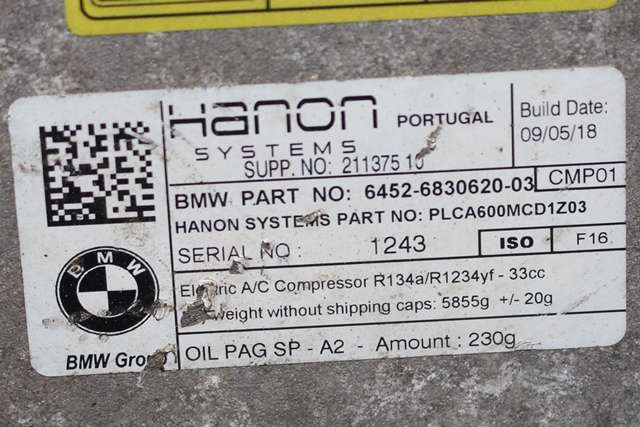 Hanon
SYSTEMS
PORTUGAL
SUPP. NO: 211375 10
Build Date:
09/05/18
BMW PART NO: 6452-6830620-03
CMP01
HANON SYSTEMS PART NO: PLCA600MCD1Z03
SERIAL NO : 1243
ISO
F16
Electric A/C Compressor R134a/R1234yf - 33cc
weight without shipping caps: 5855g +/- 20g
OIL PAG SP - A2 - Amount : 230g
BMW
BMW Group